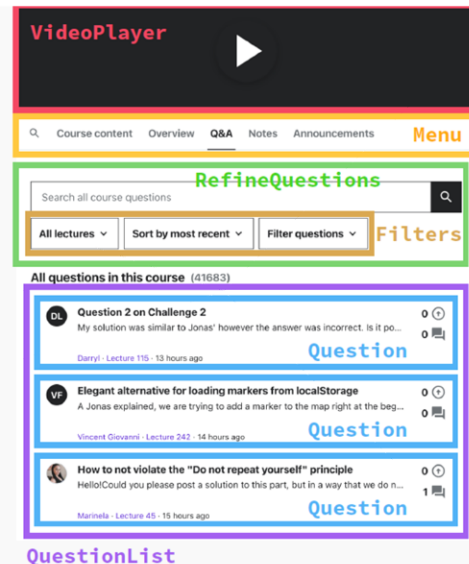 VideoPlayer
Course content Overview Q&A Notes Announcements Menu
RefineQuestions
Search all course questions
All lectures Sort by most recent Filter questions Filters
All questions in this course (41683)
DL Question 2 on Challenge 2 0
My solution was similar to Jonas' however the answer was incorrect. Is it po... 0
Darryl · Lecture 115 · 13 hours ago Question
VF Elegant alternative for loading markers from localStorage 0
A Jonas explained, we are trying to add a marker to the map right at the beg... 0
Vincent Giovanni · Lecture 242 · 14 hours ago Question
How to not violate the "Do not repeat yourself" principle 0
Hello!Could you please post a solution to this part, but in a way that we do n... 1
Marinela · Lecture 45 · 15 hours ago Question
QuestionList